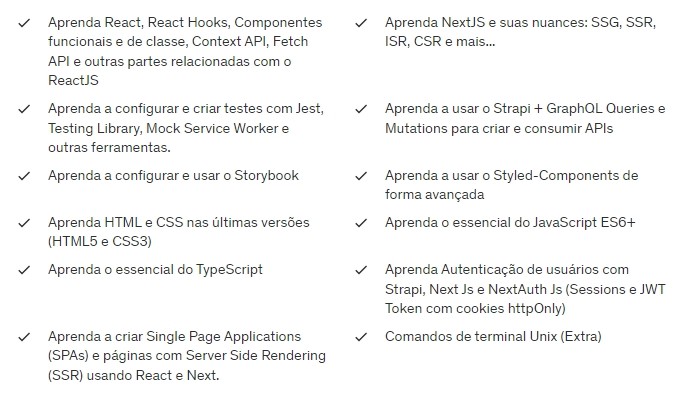 Aprenda React, React Hooks, Componentes
funcionais e de classe, Context API, Fetch
API e outras partes relacionadas com o
ReactJS
Aprenda NextJS e suas nuances: SSG, SSR,
ISR, CSR e mais...
Aprenda a configurar e criar testes com Jest,
Testing Library, Mock Service Worker e
outras ferramentas.
Aprenda a usar o Strapi + GraphQL Queries e
Mutations para criar e consumir APIs
Aprenda a configurar e usar o Storybook
Aprenda a usar o Styled-Components de
forma avançada
Aprenda HTML e CSS nas últimas versões
(HTML5 e CSS3)
Aprenda o essencial do JavaScript ES6+
Aprenda o essencial do TypeScript
Aprenda Autenticação de usuários com
Strapi, Next Js e NextAuth Js (Sessions e JWT
Token com cookies httpOnly)
Aprenda a criar Single Page Applications
(SPAs) e páginas com Server Side Rendering
(SSR) usando React e Next.
Comandos de terminal Unix (Extra)